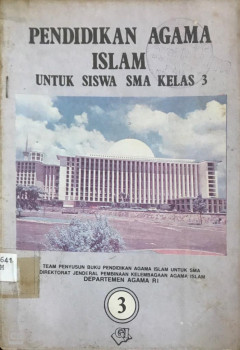 PENDIDIKAN AGAMA
ISLAM
UNTUK SISWA SMA KELAS 3
TEAM PENYUSUN BUKU PENDIDIKAN AGAMA ISLAM UNTUK SMA
DIREKTORAT JENDERAL PEMBINAAN KELEMBAGAAN AGAMA ISLAM
DEPARTEMEN AGAMA RI
3